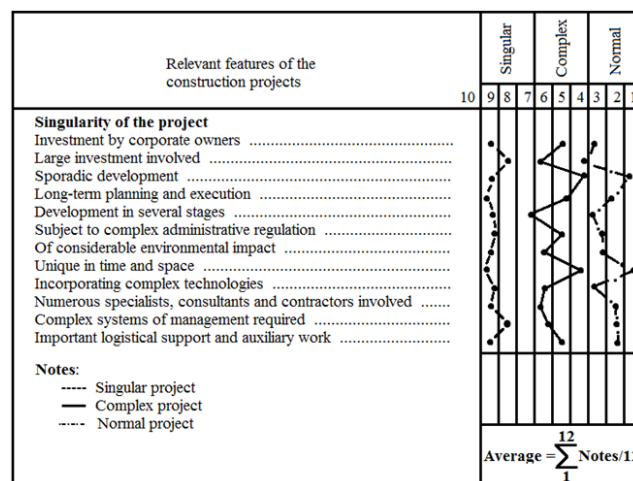 Relevant features of the
construction projects
Singular
Complex
Normal
10 9 8 7 6 5 4 3 2 1
Singularity of the project
Investment by corporate owners
Large investment involved
Sporadic development
Long-term planning and execution
Development in several stages
Subject to complex administrative regulation
Of considerable environmental impact
Unique in time and space
Incorporating complex technologies
Numerous specialists, consultants and contractors involved
Complex systems of management required
Important logistical support and auxiliary work
Notes:
Singular project
Complex project
Normal project
12
Average = ∑ Notes/1
1